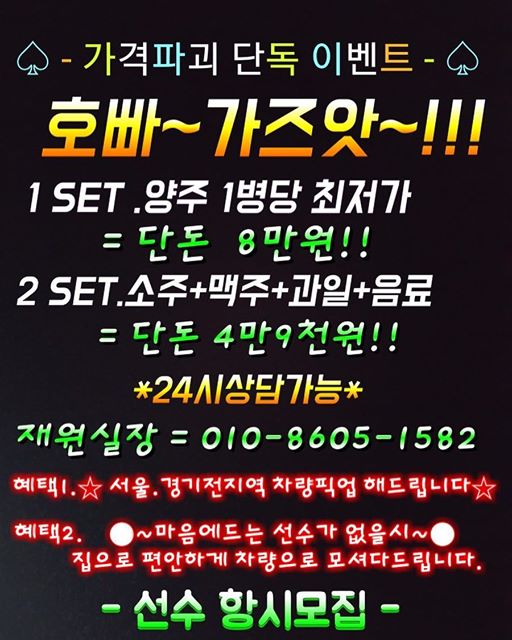 ♤ - 가격파괴 단독 이벤트 - ♤
호빠~가즈앗~!!!
1 SET .양주 1병당 최저가
= 단돈 8만원!!
2 SET.소주+맥주+과일+음료
= 단돈 4만9천원!!
*24시상담가능*
재원실장 = 010-8605-1582
혜택1.☆ 서울.경기전지역 차량픽업 해드립니다☆
혜택2. ●~마음에드는 선수가 없을시~●
집으로 편안하게 차량으로 모셔다드립니다.
- 선수 항시모집 -